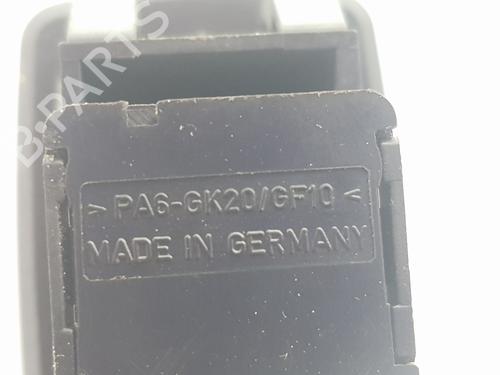 B-PARTS
> PA6-GK20/GF10 <
MADE IN GERMANY